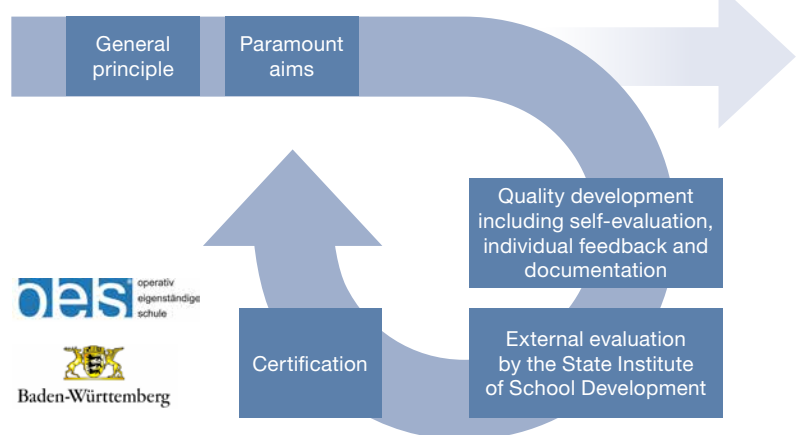 General
principle
Paramount
aims
Quality development
including self-evaluation,
individual feedback and
documentation
External evaluation
by the State Institute
of School Development
Certification
oes
operativ
eigenständige
schule
Baden-Württemberg